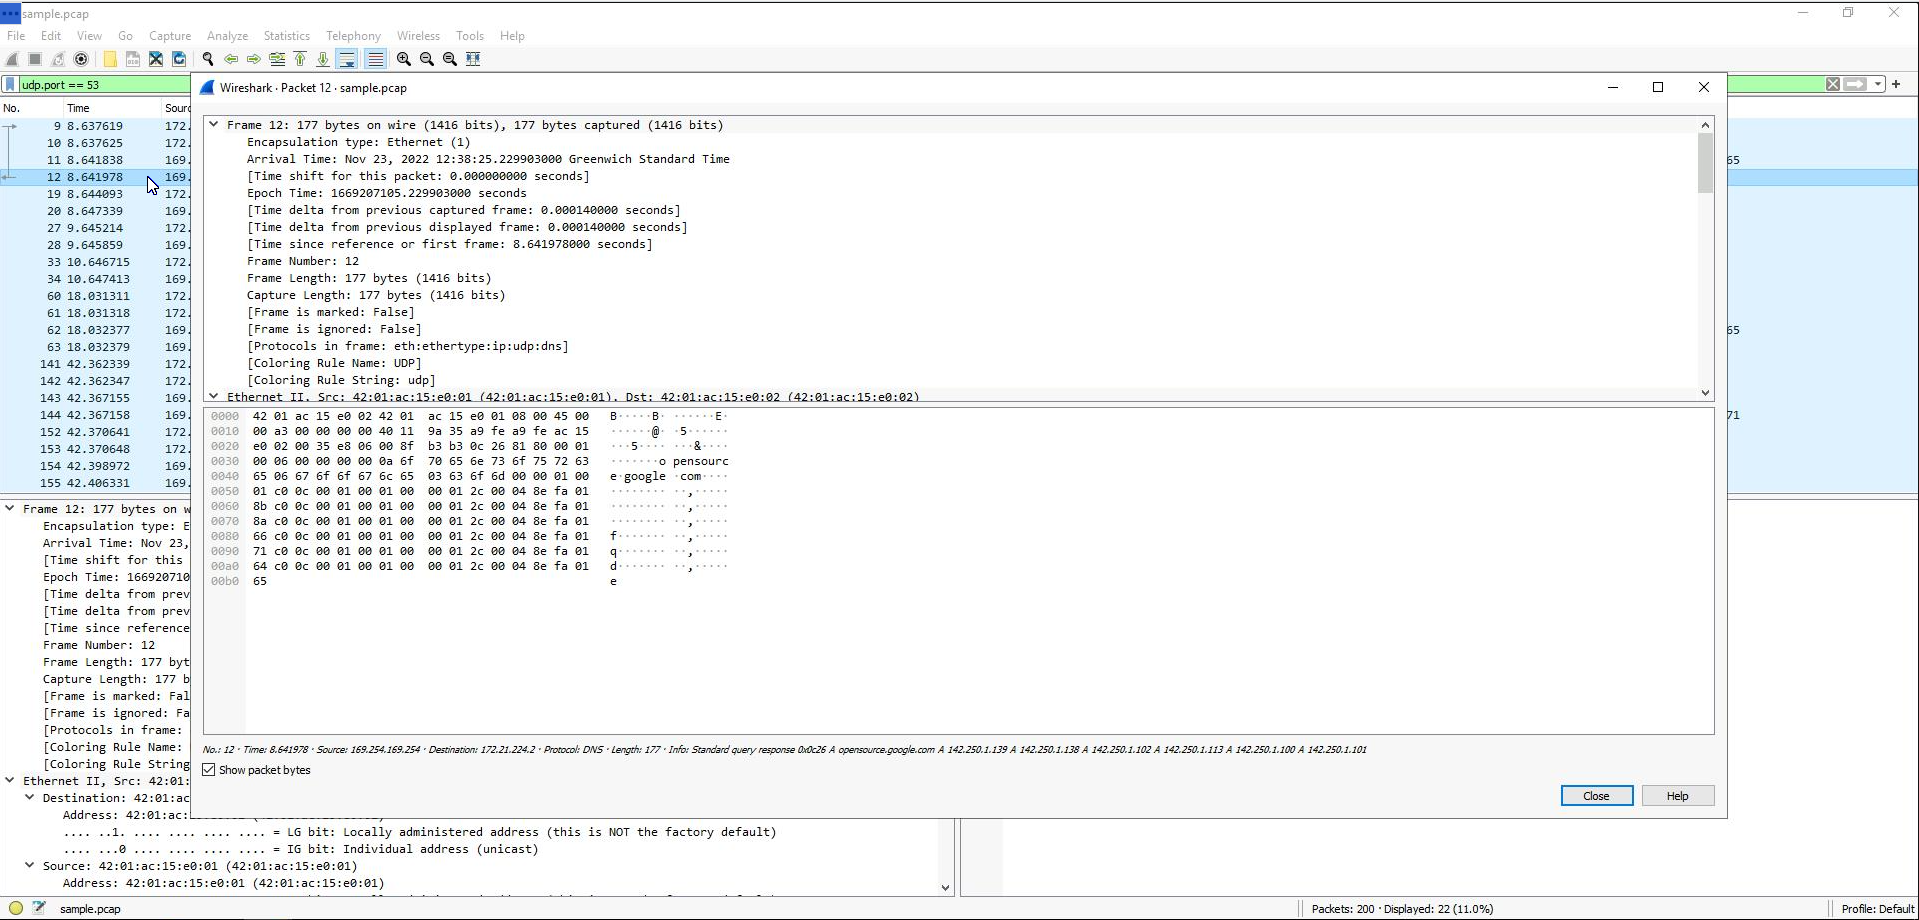 sample.pcap
File Edit View Go Capture Analyze Statistics Telephony Wireless Tools Help
udp.port == 53
No. Time Sourc
9 8.637619 172.
10 8.637625 172.
11 8.641838 169. 65
12 8.641978 169.
19 8.644093 172.
20 8.647339 169.
27 9.645214 172.
28 9.645859 169.
33 10.646715 172.
34 10.647413 169.
60 18.031311 172.
61 18.031318 172.
62 18.032377 169. 65
63 18.032379 169.
141 42.362339 172.
142 42.362347 172.
143 42.367155 169.
144 42.367158 169. 71
152 42.370641 172.
153 42.370648 172.
154 42.398972 169.
155 42.406331 169.
Wireshark · Packet 12 · sample.pcap
Frame 12: 177 bytes on wire (1416 bits), 177 bytes captured (1416 bits)
Encapsulation type: Ethernet (1)
Arrival Time: Nov 23, 2022 12:38:25.229903000 Greenwich Standard Time
[Time shift for this packet: 0.000000000 seconds]
Epoch Time: 1669207105.229903000 seconds
[Time delta from previous captured frame: 0.000140000 seconds]
[Time delta from previous displayed frame: 0.000140000 seconds]
[Time since reference or first frame: 8.641978000 seconds]
Frame Number: 12
Frame Length: 177 bytes (1416 bits)
Capture Length: 177 bytes (1416 bits)
[Frame is marked: False]
[Frame is ignored: False]
[Protocols in frame: eth:ethertype:ip:udp:dns]
[Coloring Rule Name: UDP]
[Coloring Rule String: udp]
Ethernet II, Src: 42:01:ac:15:e0:01 (42:01:ac:15:e0:01), Dst: 42:01:ac:15:e0:02 (42:01:ac:15:e0:02)
0000 42 01 ac 15 e0 02 42 01 ac 15 e0 01 08 00 45 00 B·····B· ······E·
0010 00 a3 00 00 00 00 40 11 9a 35 a9 fe a9 fe ac 15 ······@· ·5······
0020 e0 02 00 35 e8 06 00 8f b3 b3 0c 26 81 80 00 01 ···5···· ···&····
0030 00 06 00 00 00 00 0a 6f 70 65 6e 73 6f 75 72 63 ·······o pensourc
0040 65 06 67 6f 6f 67 6c 65 03 63 6f 6d 00 00 01 00 e·google ·com····
0050 01 c0 0c 00 01 00 01 00 00 01 2c 00 04 8e fa 01 ········ ··,·····
0060 8b c0 0c 00 01 00 01 00 00 01 2c 00 04 8e fa 01 ········ ··,·····
0070 8a c0 0c 00 01 00 01 00 00 01 2c 00 04 8e fa 01 ········ ··,·····
0080 66 c0 0c 00 01 00 01 00 00 01 2c 00 04 8e fa 01 f······· ··,·····
0090 71 c0 0c 00 01 00 01 00 00 01 2c 00 04 8e fa 01 q······· ··,·····
00a0 64 c0 0c 00 01 00 01 00 00 01 2c 00 04 8e fa 01 d······· ··,·····
00b0 65 e
No.: 12 · Time: 8.641978 · Source: 169.254.169.254 · Destination: 172.21.224.2 · Protocol: DNS · Length: 177 · Info: Standard query response 0x0c26 A opensource.google.com A 142.250.1.139 A 142.250.1.138 A 142.250.1.102 A 142.250.1.113 A 142.250.1.100 A 142.250.1.101
Show packet bytes
Close Help
Frame 12: 177 bytes on w
Encapsulation type: E
Arrival Time: Nov 23,
[Time shift for this
Epoch Time: 166920710
[Time delta from prev
[Time delta from prev
[Time since reference
Frame Number: 12
Frame Length: 177 byt
Capture Length: 177 b
[Frame is marked: Fal
[Frame is ignored: Fa
[Protocols in frame:
[Coloring Rule Name:
[Coloring Rule String
Ethernet II, Src: 42:01:
Destination: 42:01:ac
Address: 42:01:ac:
.... ..1. .... .... .... .... = LG bit: Locally administered address (this is NOT the factory default)
.... ...0 .... .... .... .... = IG bit: Individual address (unicast)
Source: 42:01:ac:15:e0:01 (42:01:ac:15:e0:01)
Address: 42:01:ac:15:e0:01 (42:01:ac:15:e0:01)
sample.pcap
Packets: 200 · Displayed: 22 (11.0%)
Profile: Default